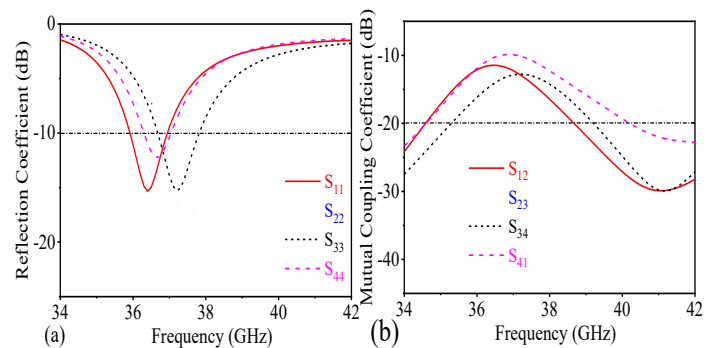 Reflection Coefficient (dB)
0
-10
-20
34
36
38
40
42
S11
S22
S33
S44
(a)
Frequency (GHz)
Mutual Coupling Coefficient (dB)
0
-10
-20
-30
-40
34
36
38
40
42
S12
S23
S34
S41
(b)
Frequency (GHz)